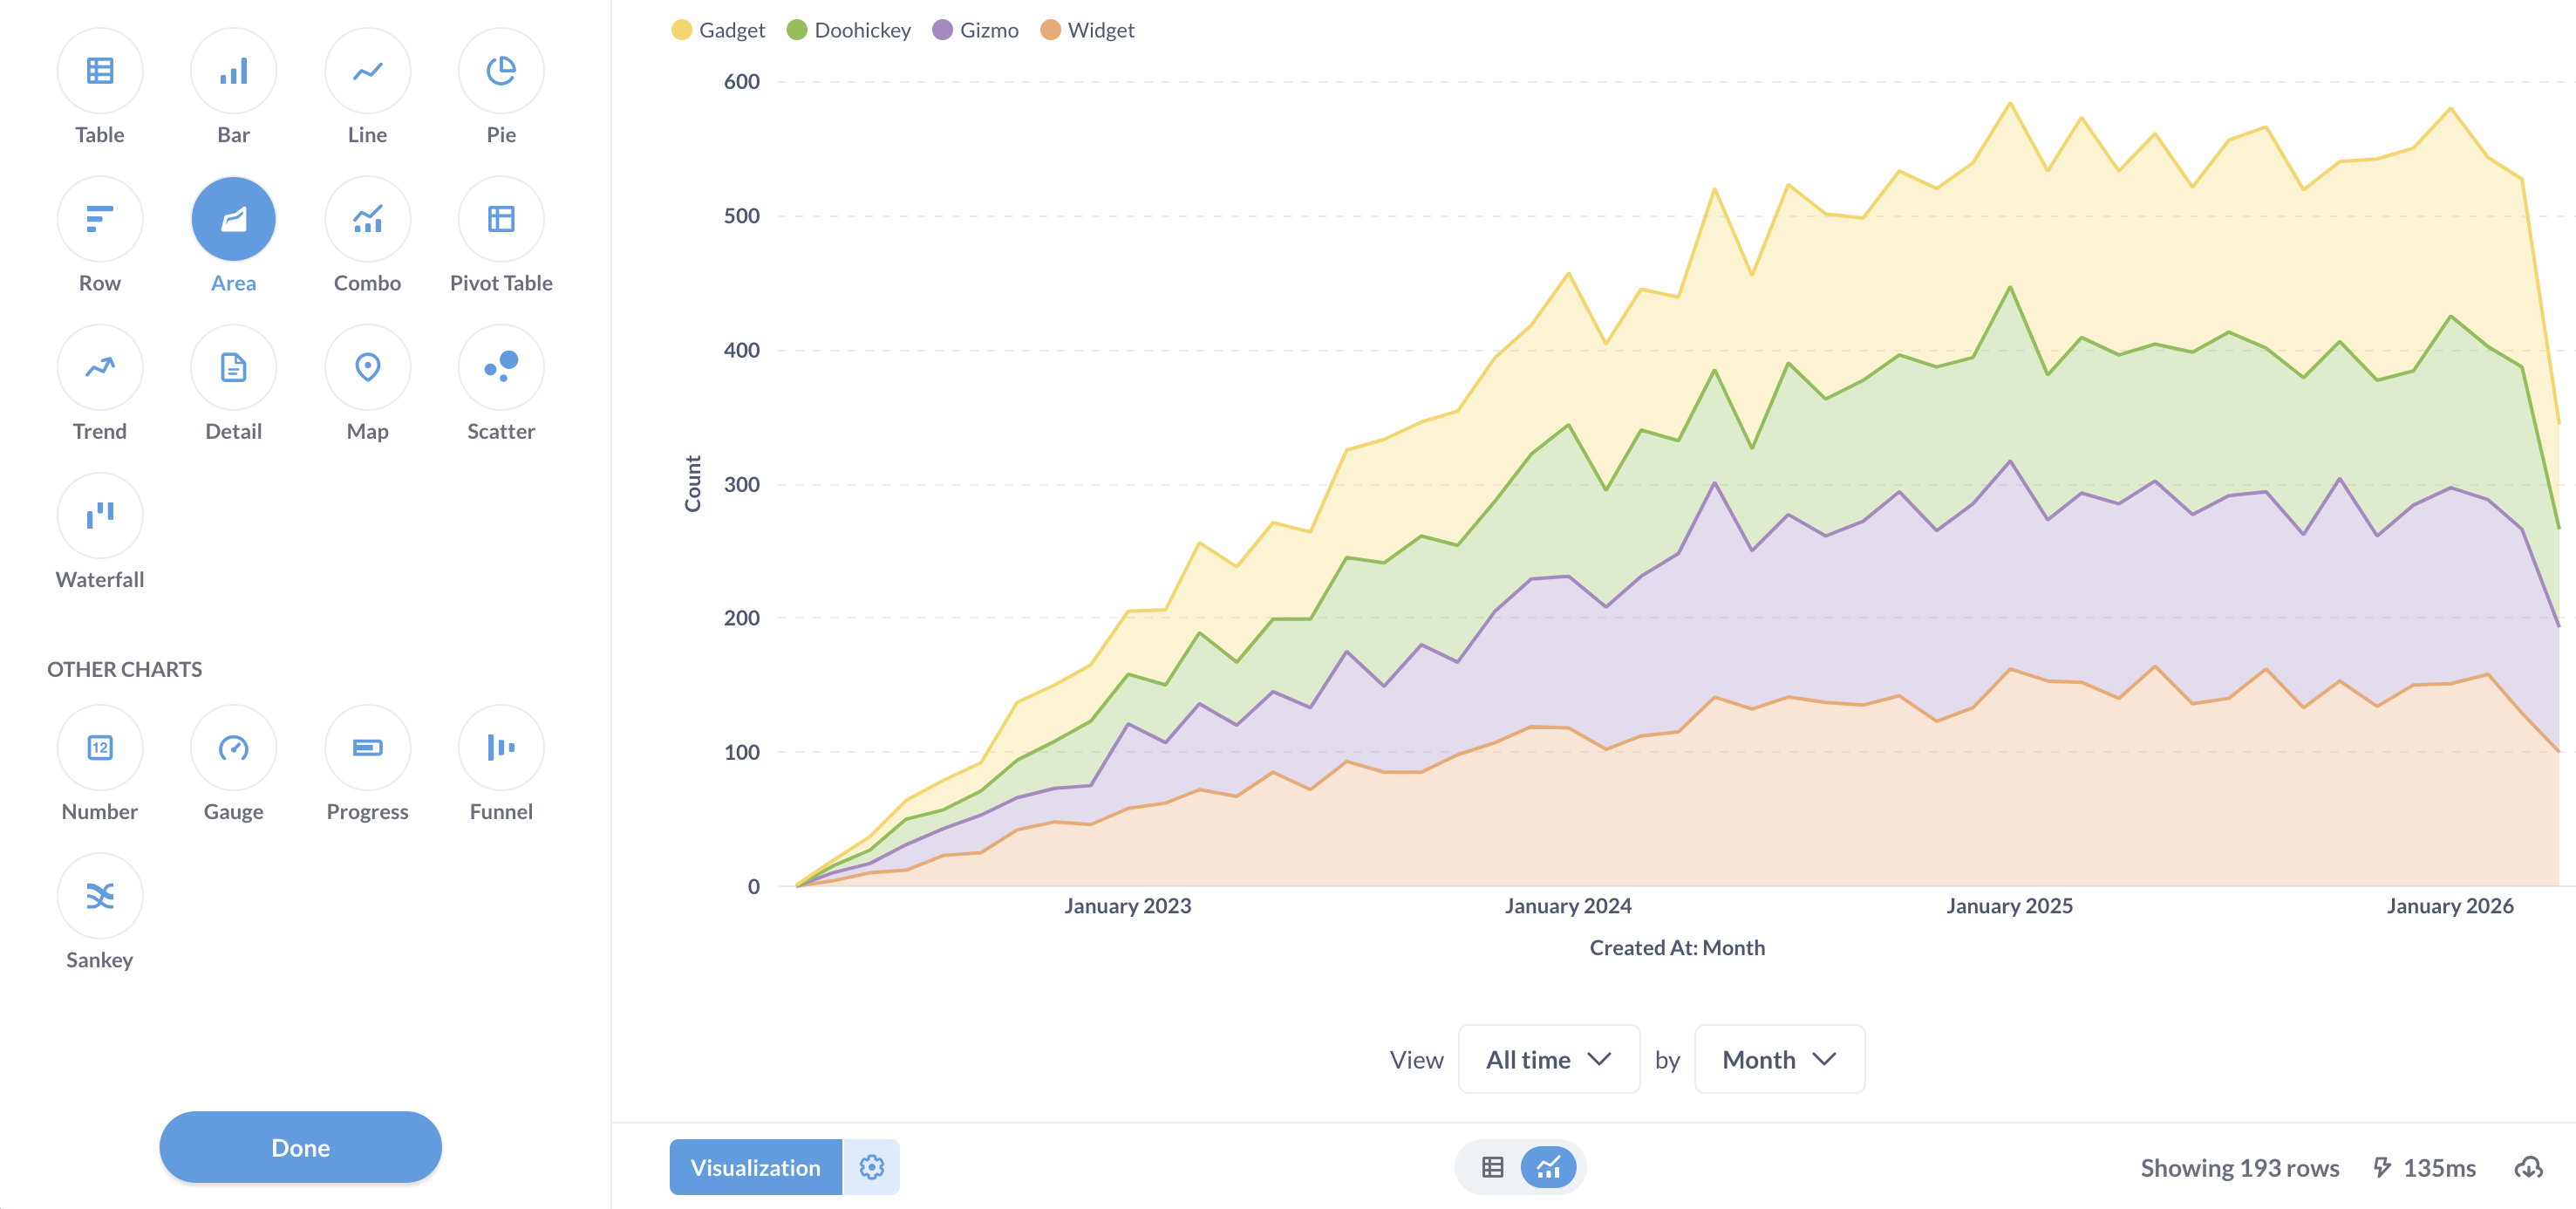 Table Bar Line Pie
Row Area Combo Pivot Table
Trend Detail Map Scatter
Waterfall
OTHER CHARTS
12
Number Gauge Progress Funnel
Sankey
Done
Gadget Doohickey Gizmo Widget
600
500
400
300
200
100
0
Count
January 2023 January 2024 January 2025 January 2026
Created At: Month
View All time by Month
Visualization
Showing 193 rows 135ms